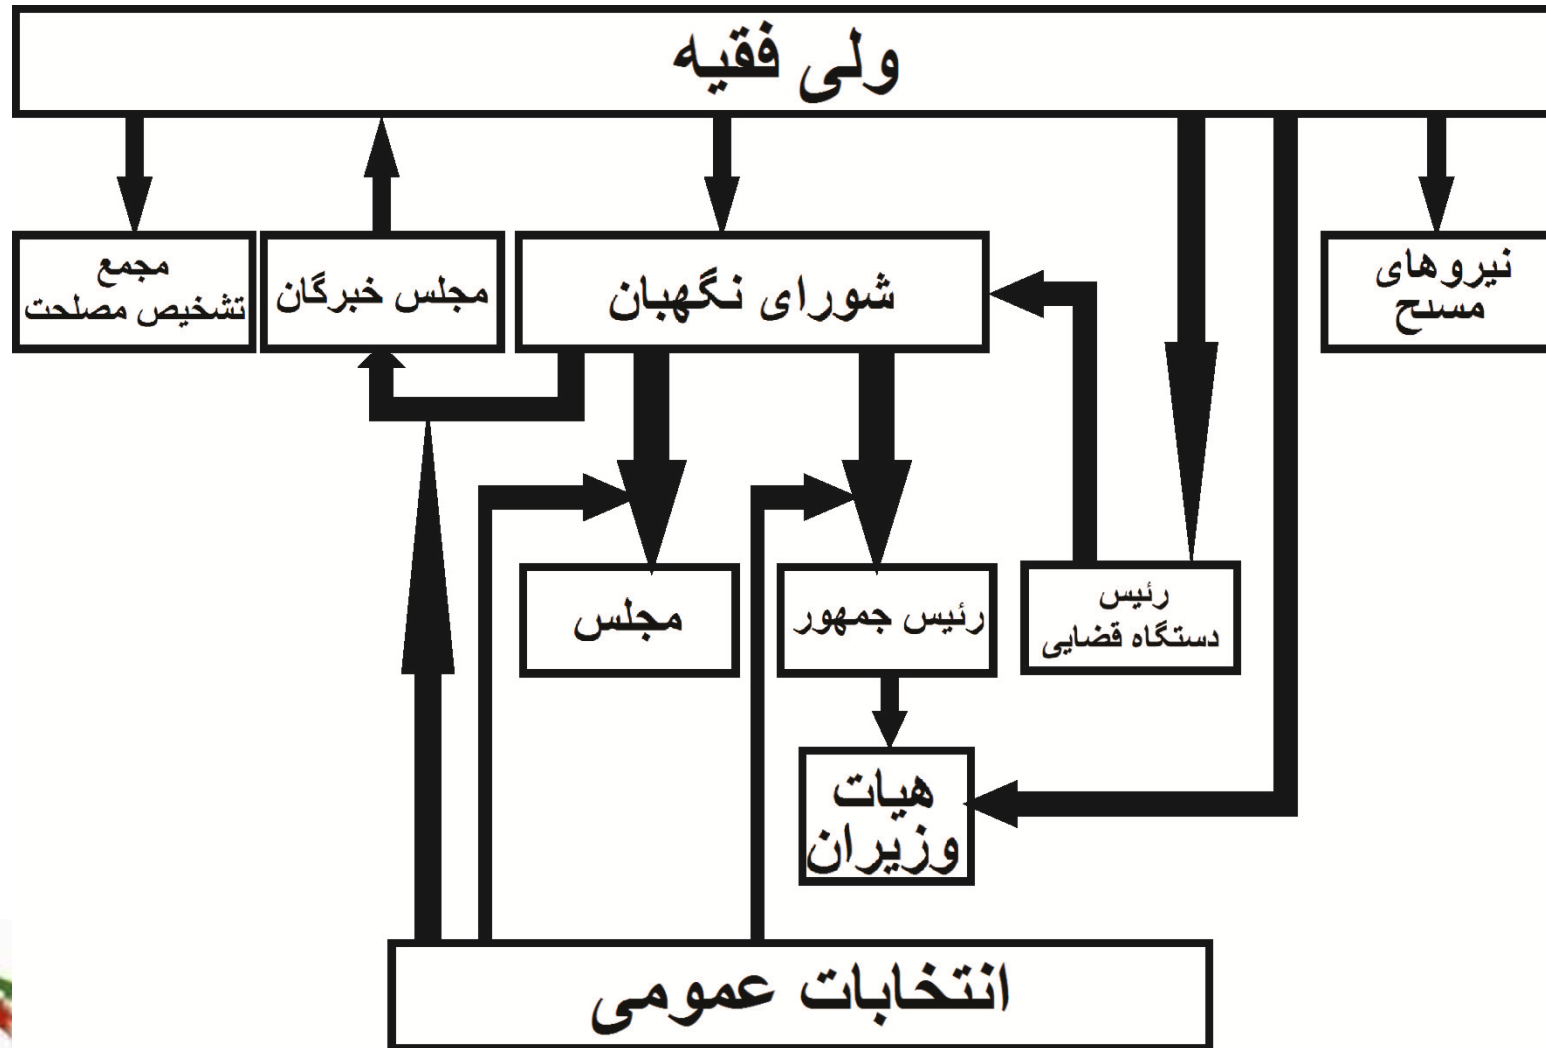 ولی فقیه
نیروهای
مسلح
شورای نگهبان
مجلس خبرگان
مجمع
تشخیص مصلحت
رئیس
دستگاه قضایی
رئیس جمهور
مجلس
هیات
وزیران
انتخابات عمومی